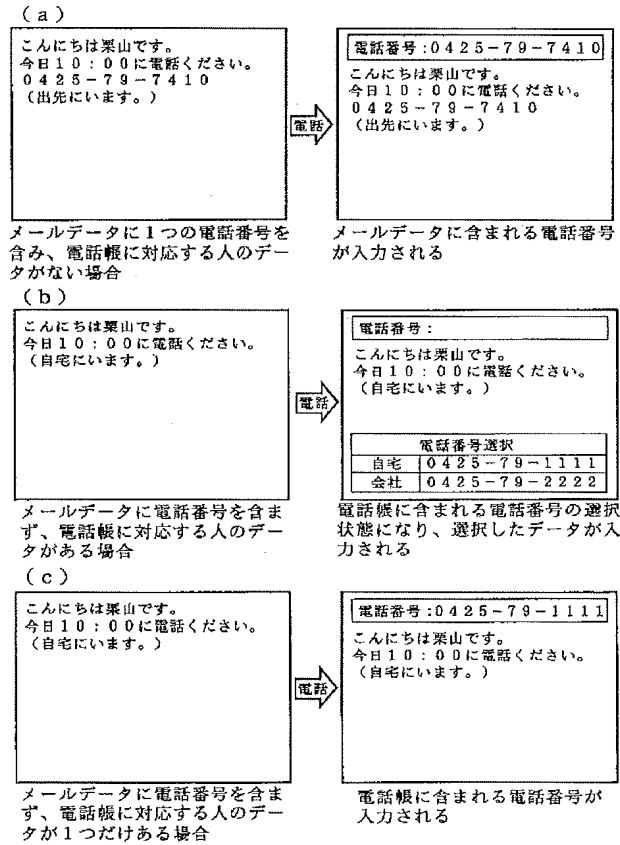 (a)
こんにちは栗山です。
今日10:00に電話ください。
0425-79-7410
(出先にいます。)
電話
電話番号:0425-79-7410
こんにちは栗山です。
今日10:00に電話ください。
0425-79-7410
(出先にいます。)
メールデータに1つの電話番号を
含み、電話帳に対応する人のデー
タがない場合
メールデータに含まれる電話番号
が入力される
(b)
こんにちは栗山です。
今日10:00に電話ください。
(自宅にいます。)
電話
電話番号:
こんにちは栗山です。
今日10:00に電話ください。
(自宅にいます。)
電話番号選択
自宅 0425-79-1111
会社 0425-79-2222
メールデータに電話番号を含ま
ず、電話帳に対応する人のデー
タがある場合
電話帳に含まれる電話番号の選択
状態になり、選択したデータが入
力される
(c)
こんにちは栗山です。
今日10:00に電話ください。
(自宅にいます。)
電話
電話番号:0425-79-1111
こんにちは栗山です。
今日10:00に電話ください。
(自宅にいます。)
メールデータに電話番号を含ま
ず、電話帳に対応する人のデー
タが1つだけある場合
電話帳に含まれる電話番号が
入力される